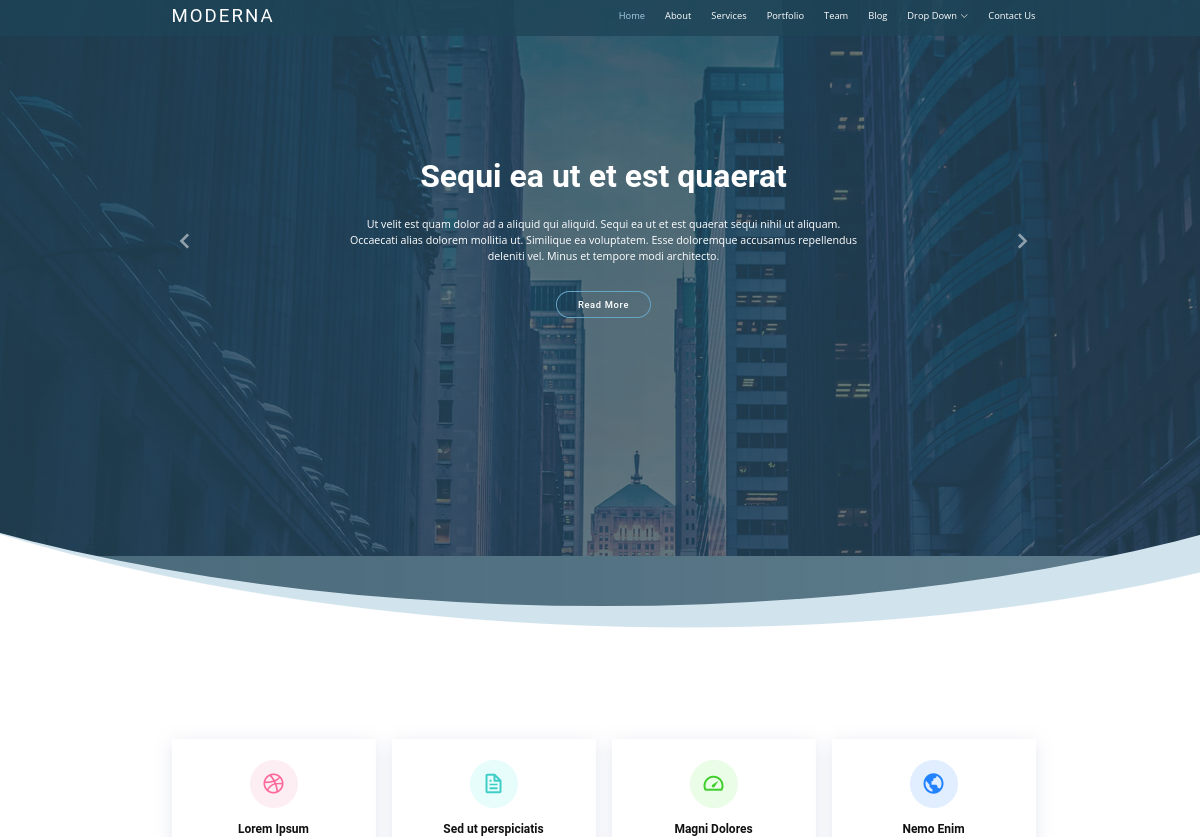 MODERNA
Home About Services Portfolio Team Blog Drop Down Contact Us
Sequi ea ut et est quaerat
Ut velit est quam dolor ad a aliquid qui aliquid. Sequi ea ut et est quaerat sequi nihil ut aliquam.
Occaecati alias dolorem mollitia ut. Similique ea voluptatem. Esse doloremque accusamus repellendus
deleniti vel. Minus et tempore modi architecto.
Read More
Lorem Ipsum
Sed ut perspiciatis
Magni Dolores
Nemo Enim